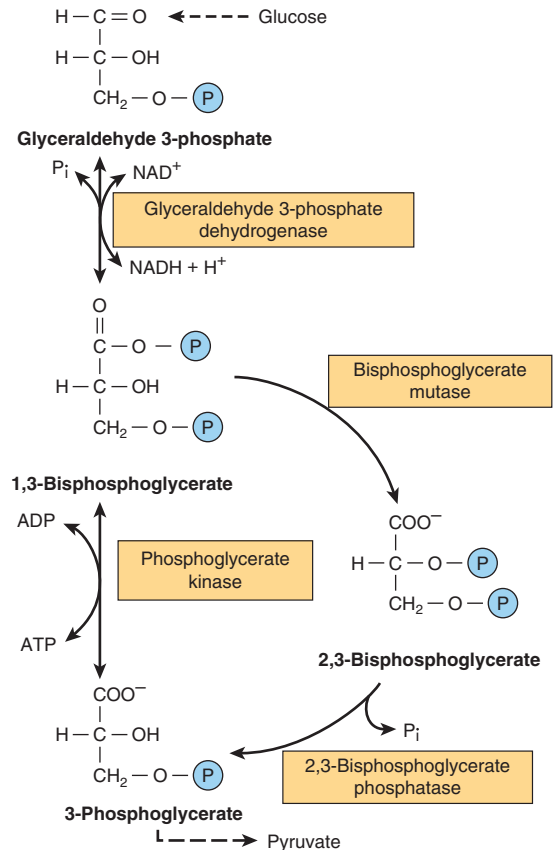 H — C = O
Glucose
H — C — OH
CH₂ — O — P
Glyceraldehyde 3-phosphate
Pi
NAD⁺
Glyceraldehyde 3-phosphate
dehydrogenase
NADH + H⁺
O
C — O — P
H — C — OH
CH₂ — O — P
1,3-Bisphosphoglycerate
Bisphosphoglycerate
mutase
ADP
Phosphoglycerate
kinase
ATP
COO⁻
H — C — O — P
CH₂ — O — P
2,3-Bisphosphoglycerate
COO⁻
H — C — OH
CH₂ — O — P
3-Phosphoglycerate
Pi
2,3-Bisphosphoglycerate
phosphatase
Pyruvate